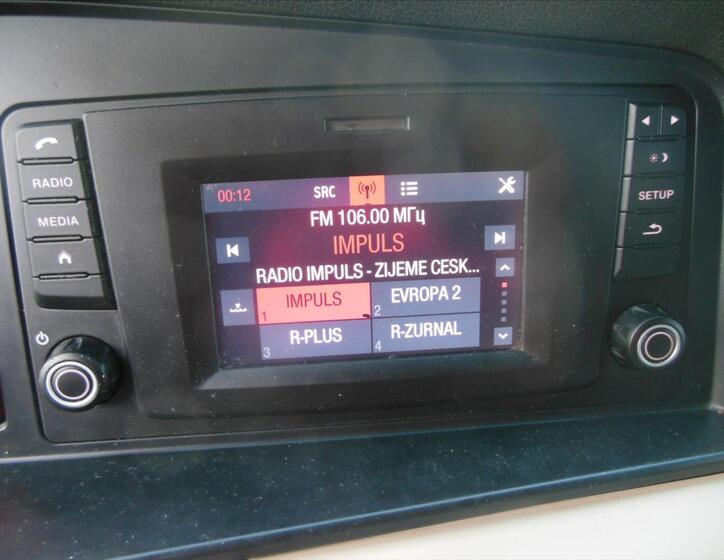 RADIO
MEDIA
SETUP
00:12 SRC
FM 106.00 МГц
IMPULS
RADIO IMPULS - ZIJEME CESK...
1 IMPULS
2 EVROPA 2
3 R-PLUS
4 R-ZURNAL